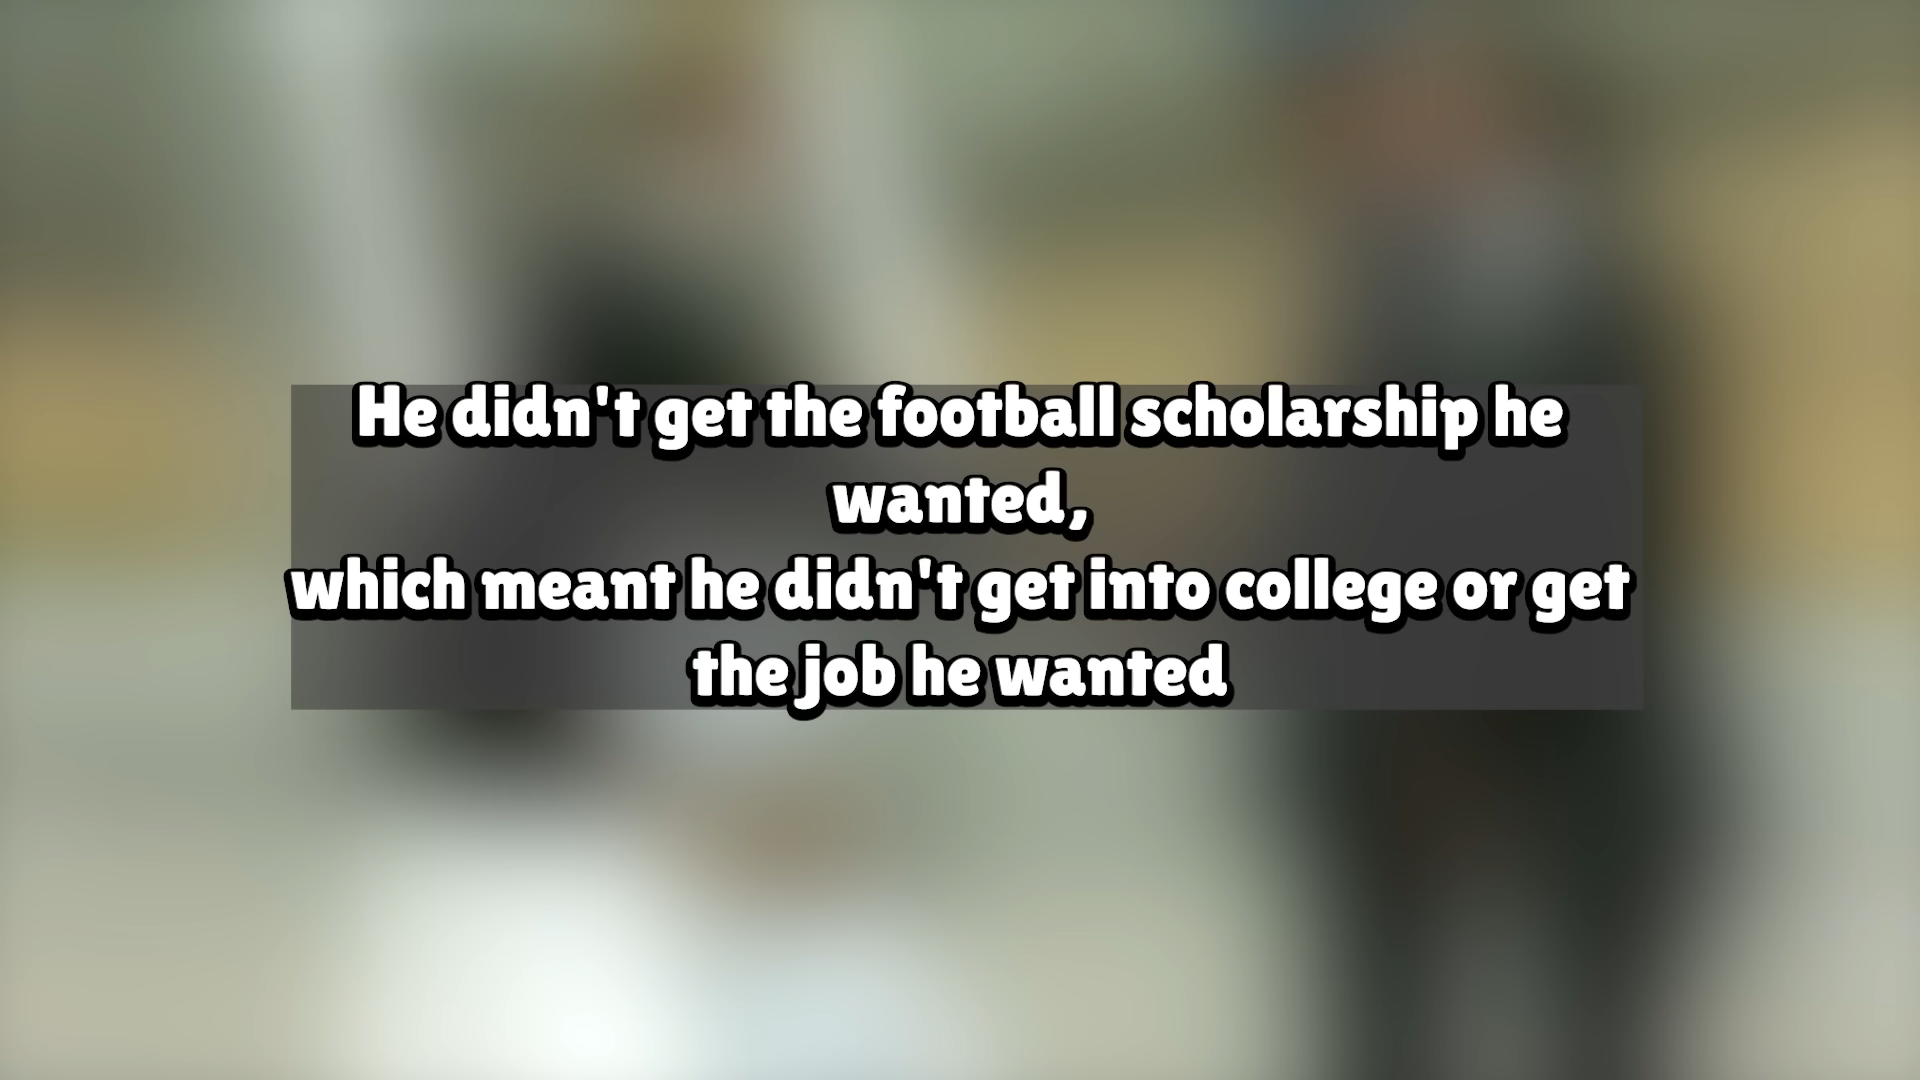 He didn't get the football scholarship he
wanted,
which meant he didn't get into college or get
the job he wanted